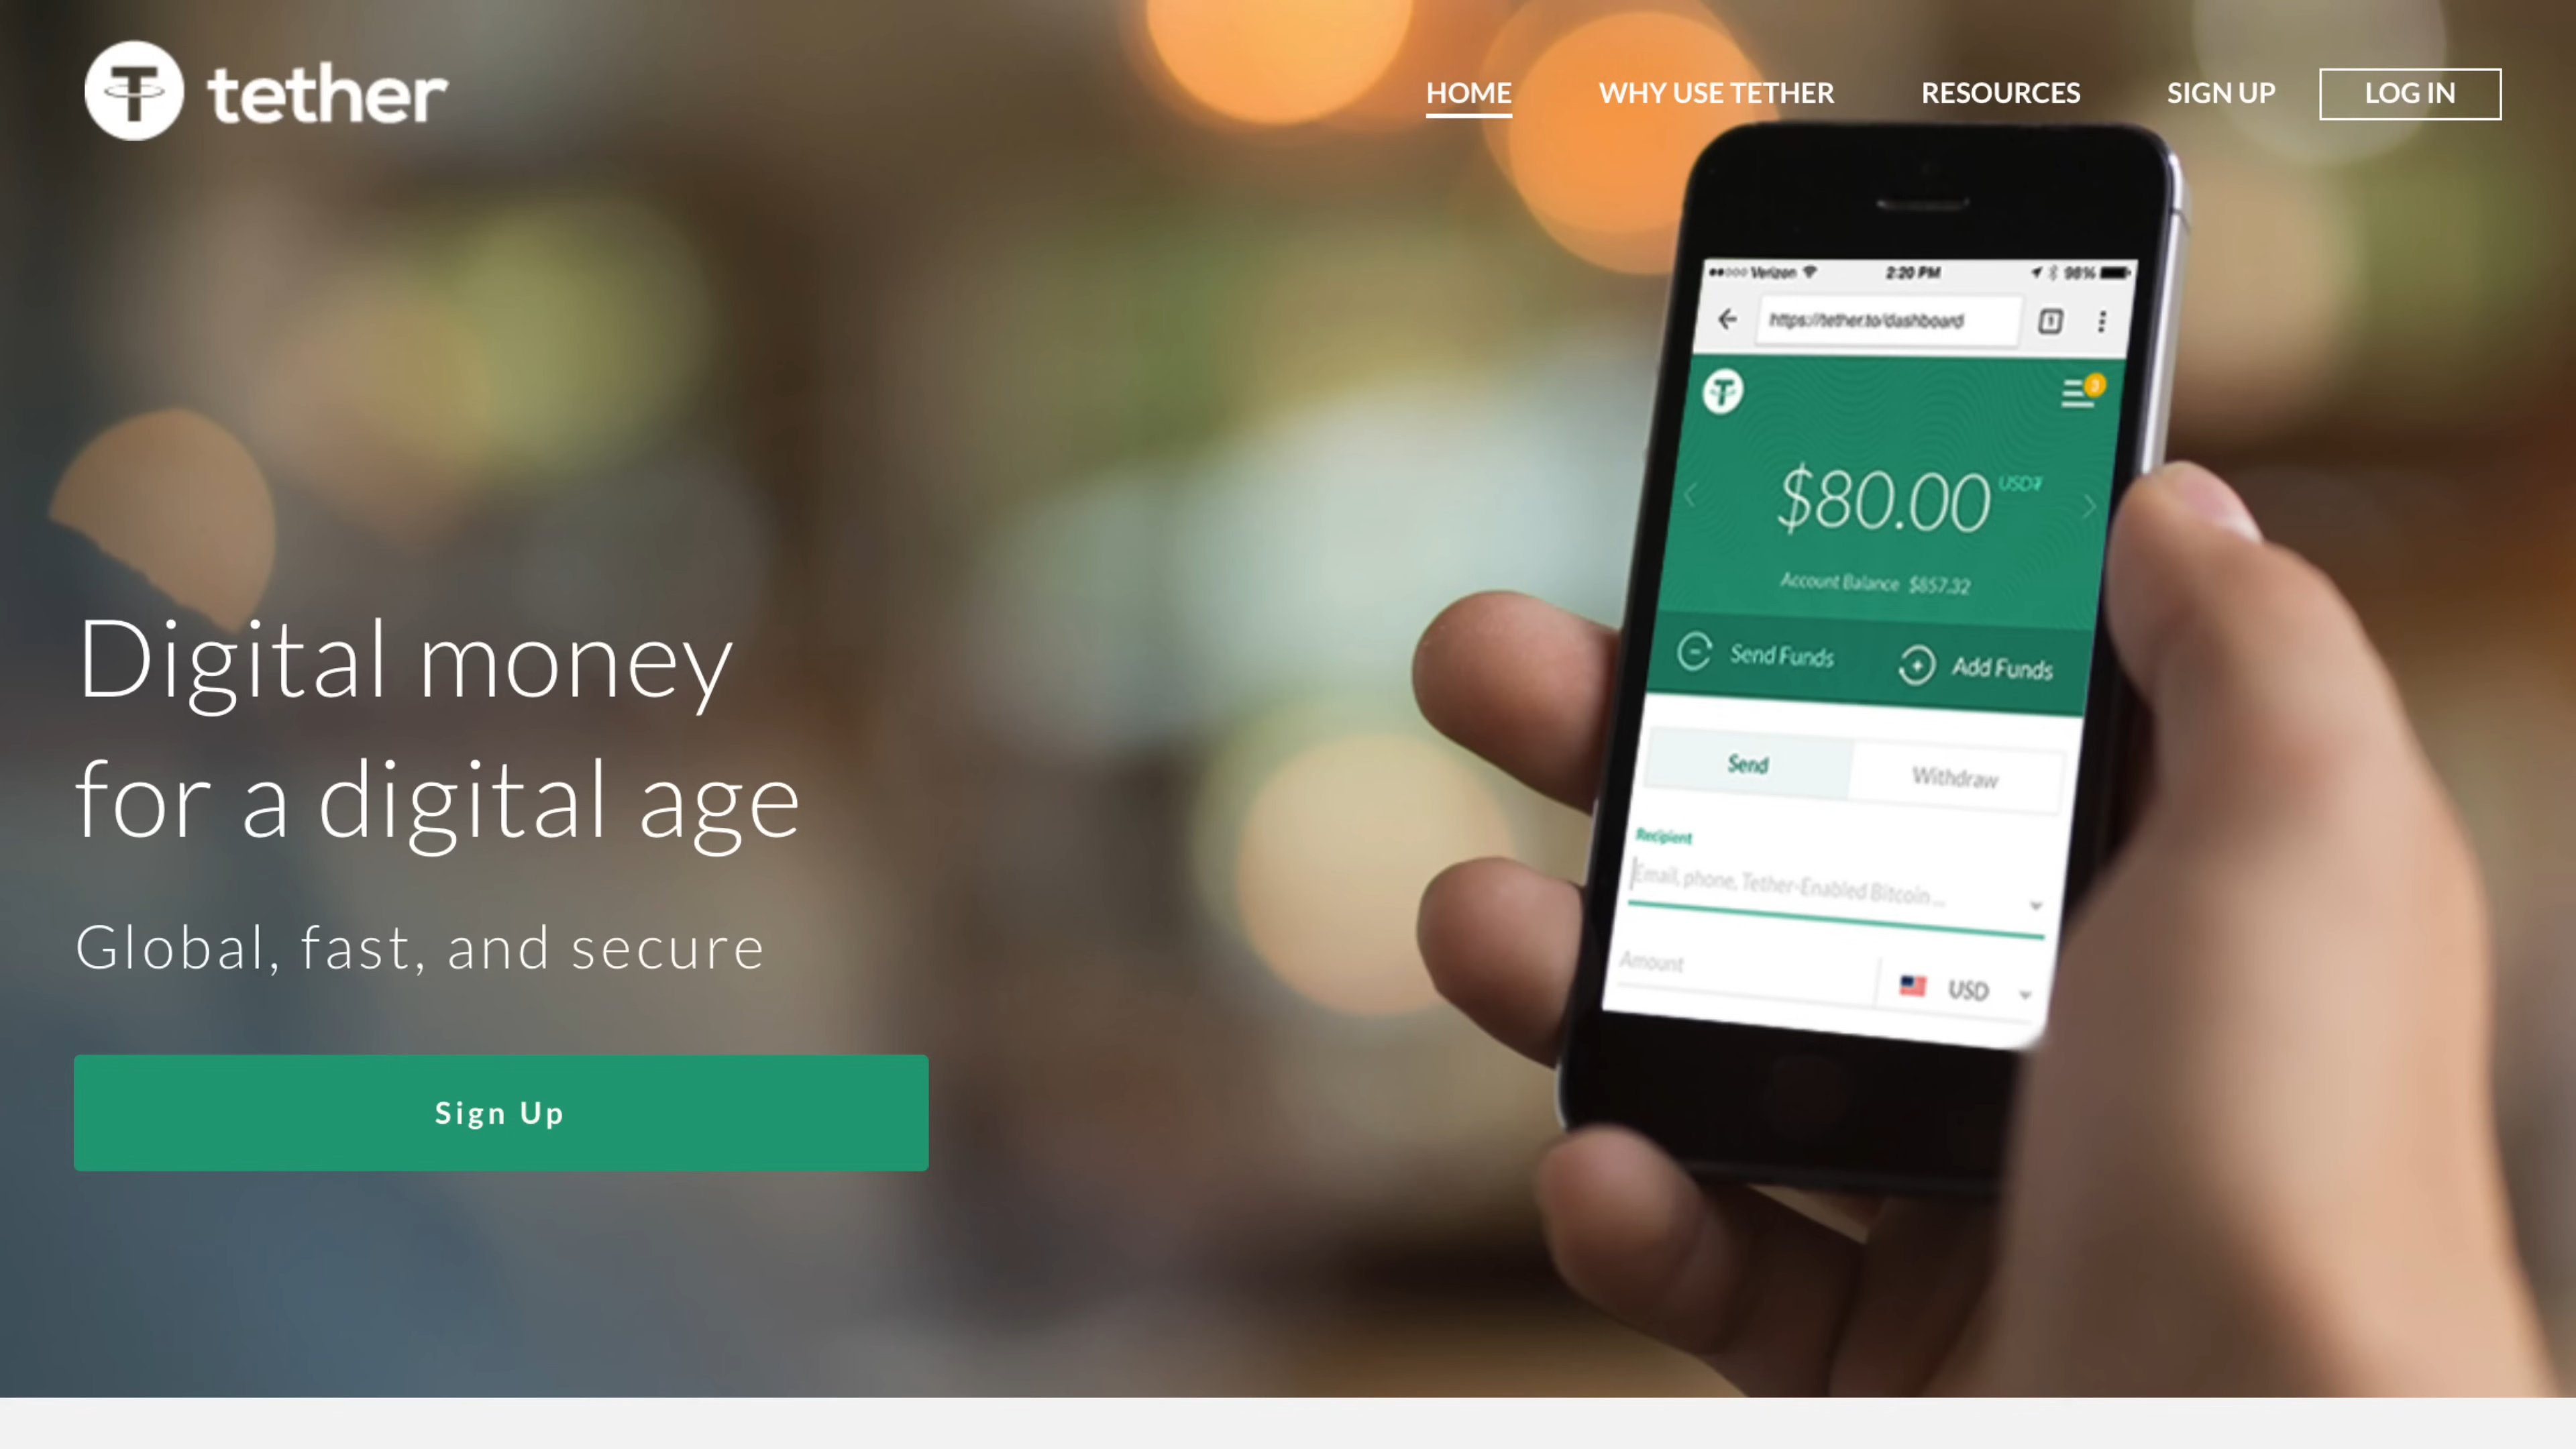 tether
HOME WHY USE TETHER RESOURCES SIGN UP LOG IN
Verizon 2:20 PM 98%
https://tether.to/dashboard
1
3
$80.00 USD₮
Account Balance $857.32
Send Funds Add Funds
Send Withdraw
Recipient
Email, phone, Tether-Enabled Bitcoin ...
Amount USD
Digital money
for a digital age
Global, fast, and secure
Sign Up